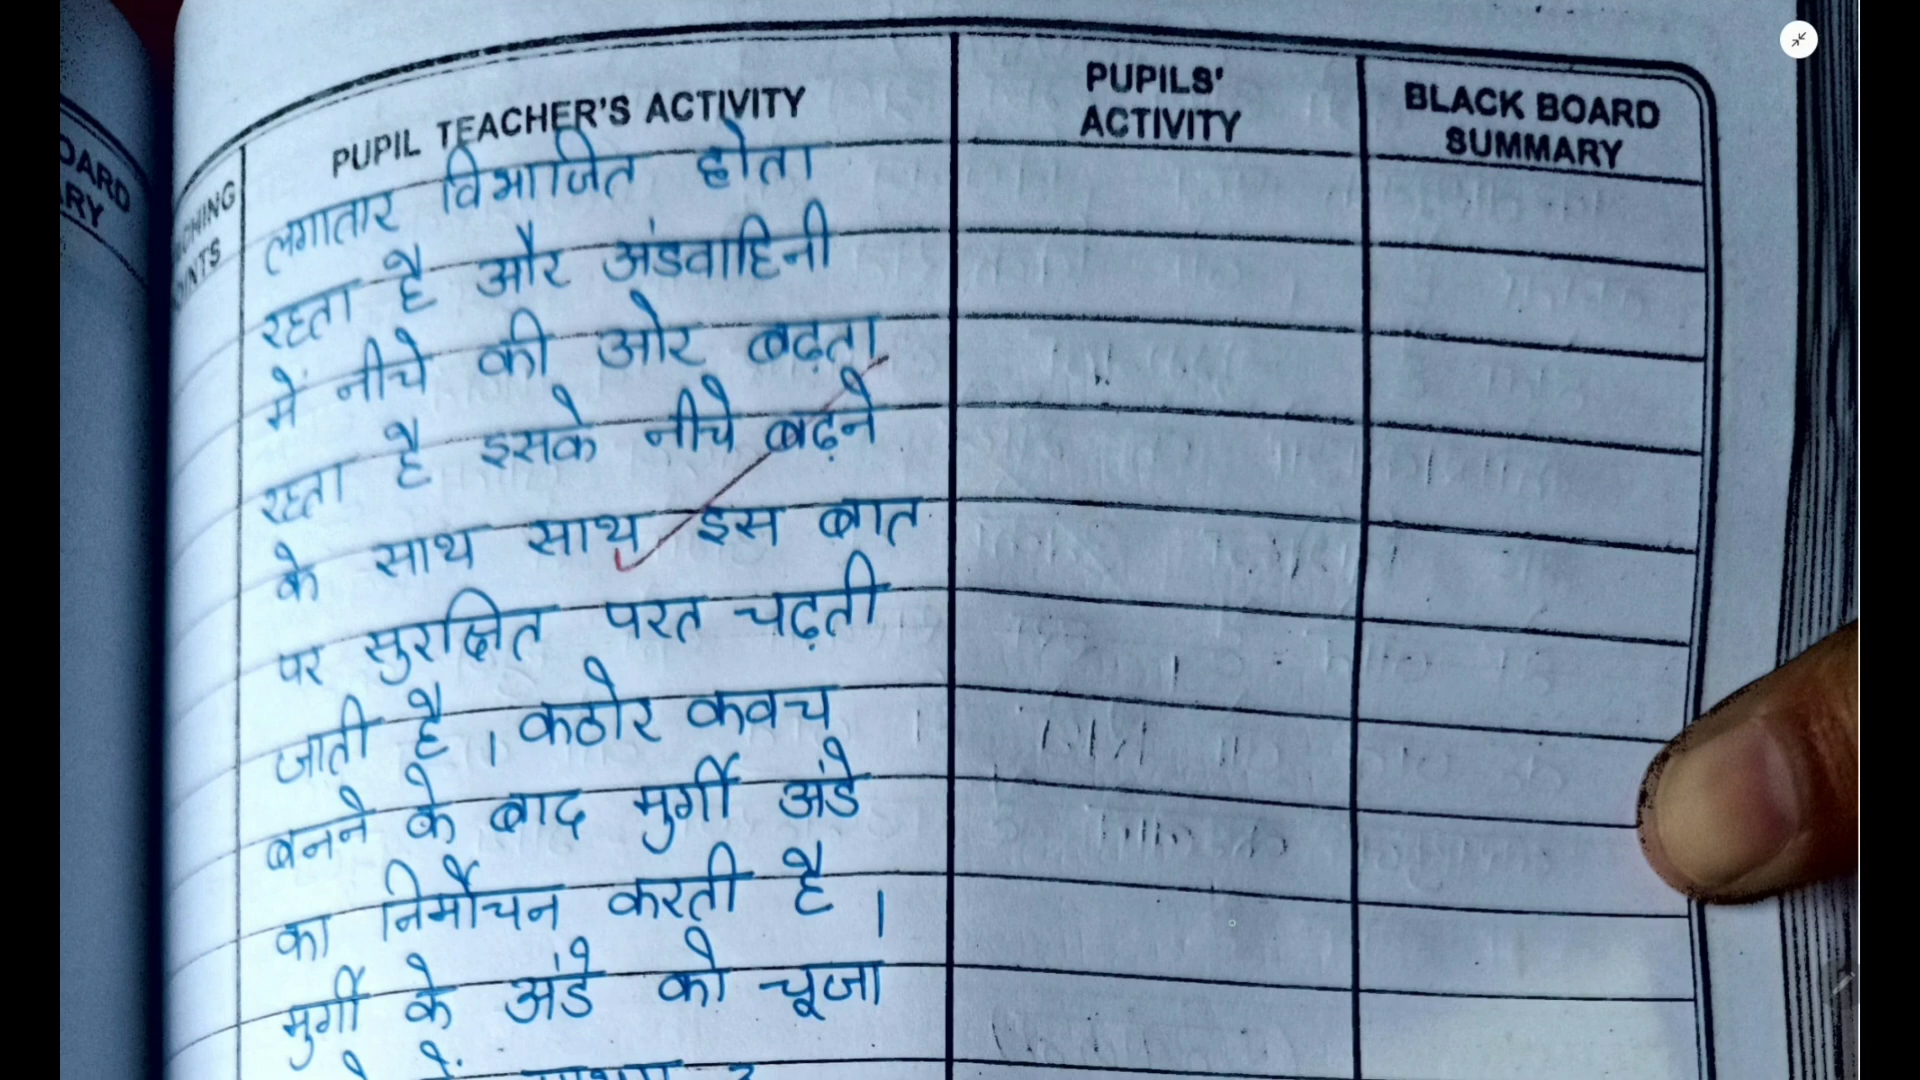 PUPIL TEACHER'S ACTIVITY
PUPILS'
ACTIVITY
BLACK BOARD
SUMMARY
लगातार विभाजित होता
रहता है और अंडवाहिनी
में नीचे की ओर बढ़ता
रहता है इसके नीचे बढ़ने
के साथ साथ इस बात
पर सुरक्षित परत चढ़ती
जाती है । कठोर कवच
बनने के बाद मुर्गी अंडे
का निर्मोचन करती है ।
मुर्गी के अंडे को चूजा